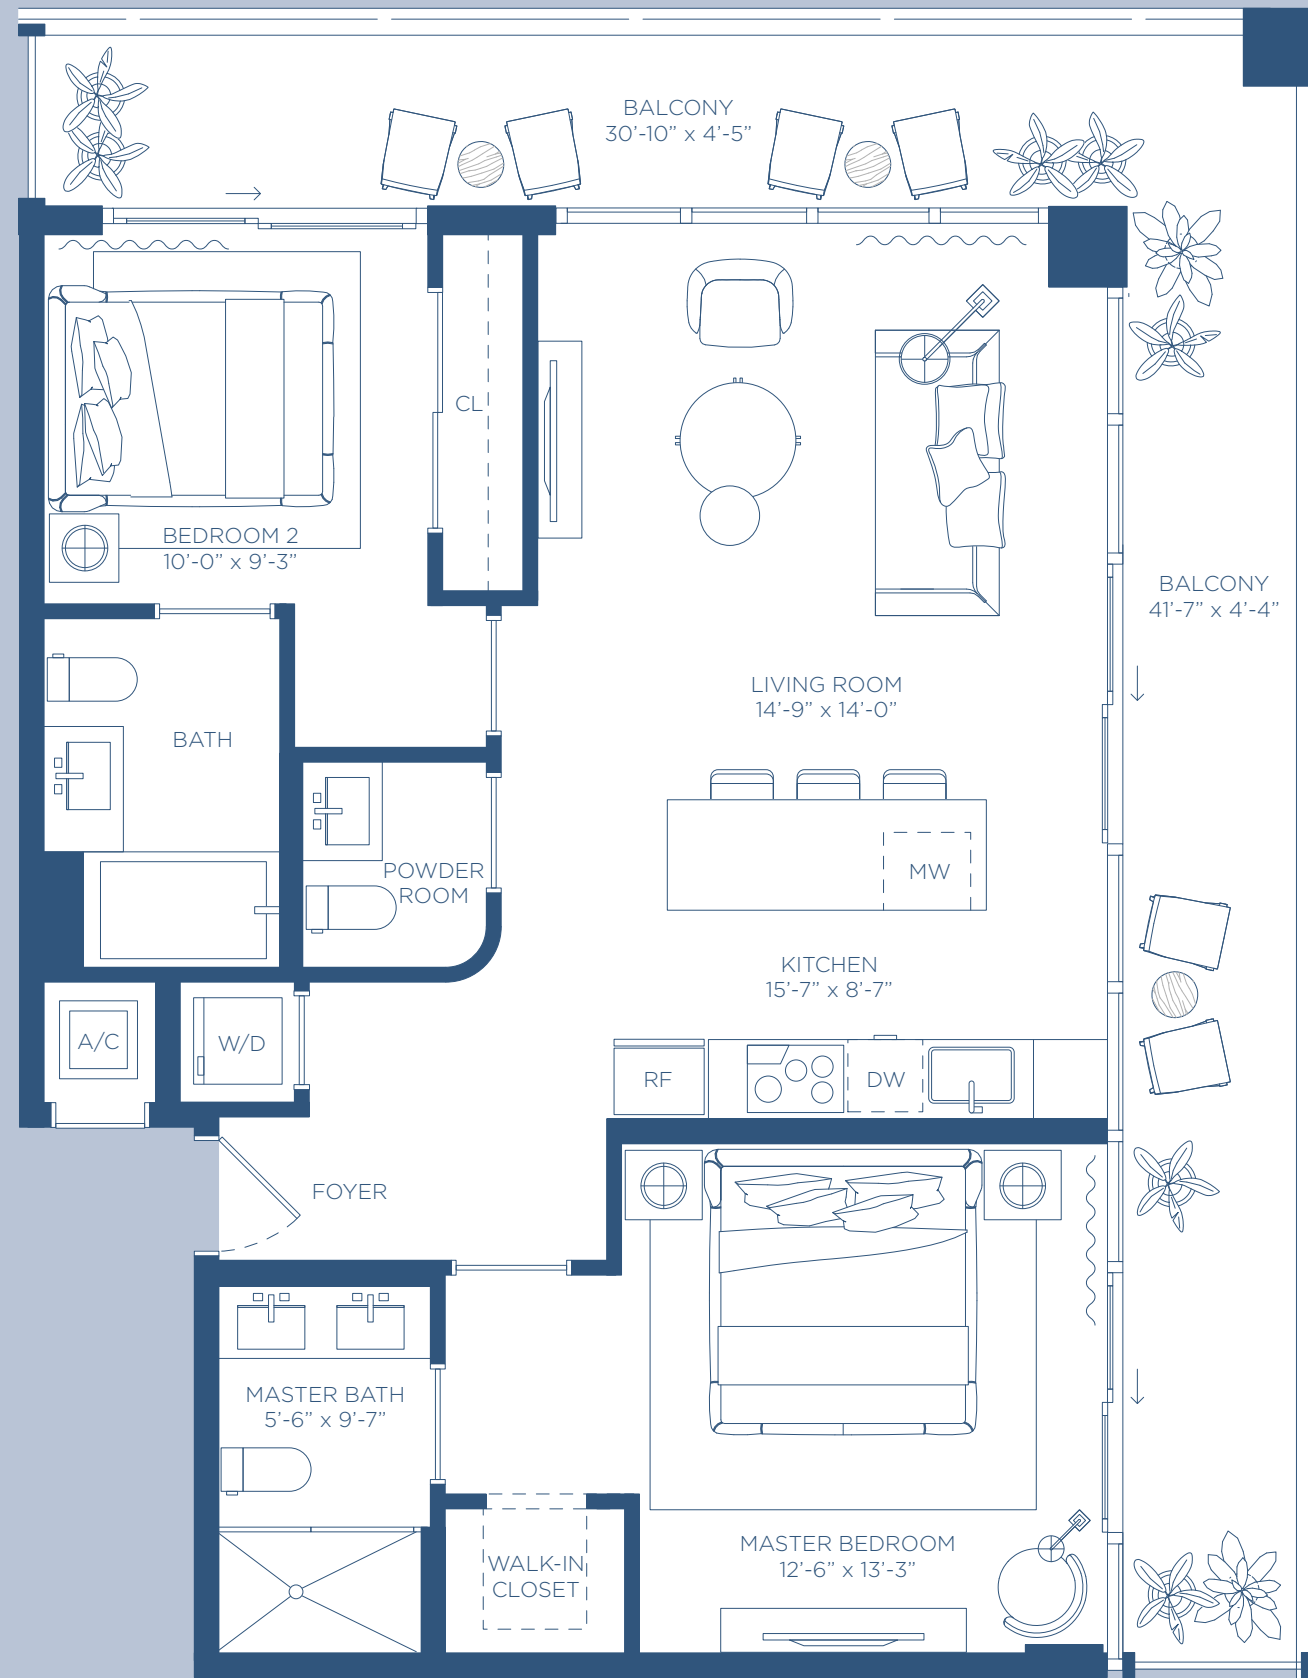 BALCONY
30’-10” x 4’-5”
CL
BEDROOM 2
10’-0” x 9’-3”
BALCONY
41’-7” x 4’-4”
LIVING ROOM
14’-9” x 14’-0”
BATH
POWDER
ROOM
MW
KITCHEN
15’-7” x 8’-7”
A/C
W/D
RF
DW
FOYER
MASTER BATH
5’-6” x 9’-7”
WALK-IN
CLOSET
MASTER BEDROOM
12’-6” x 13’-3”